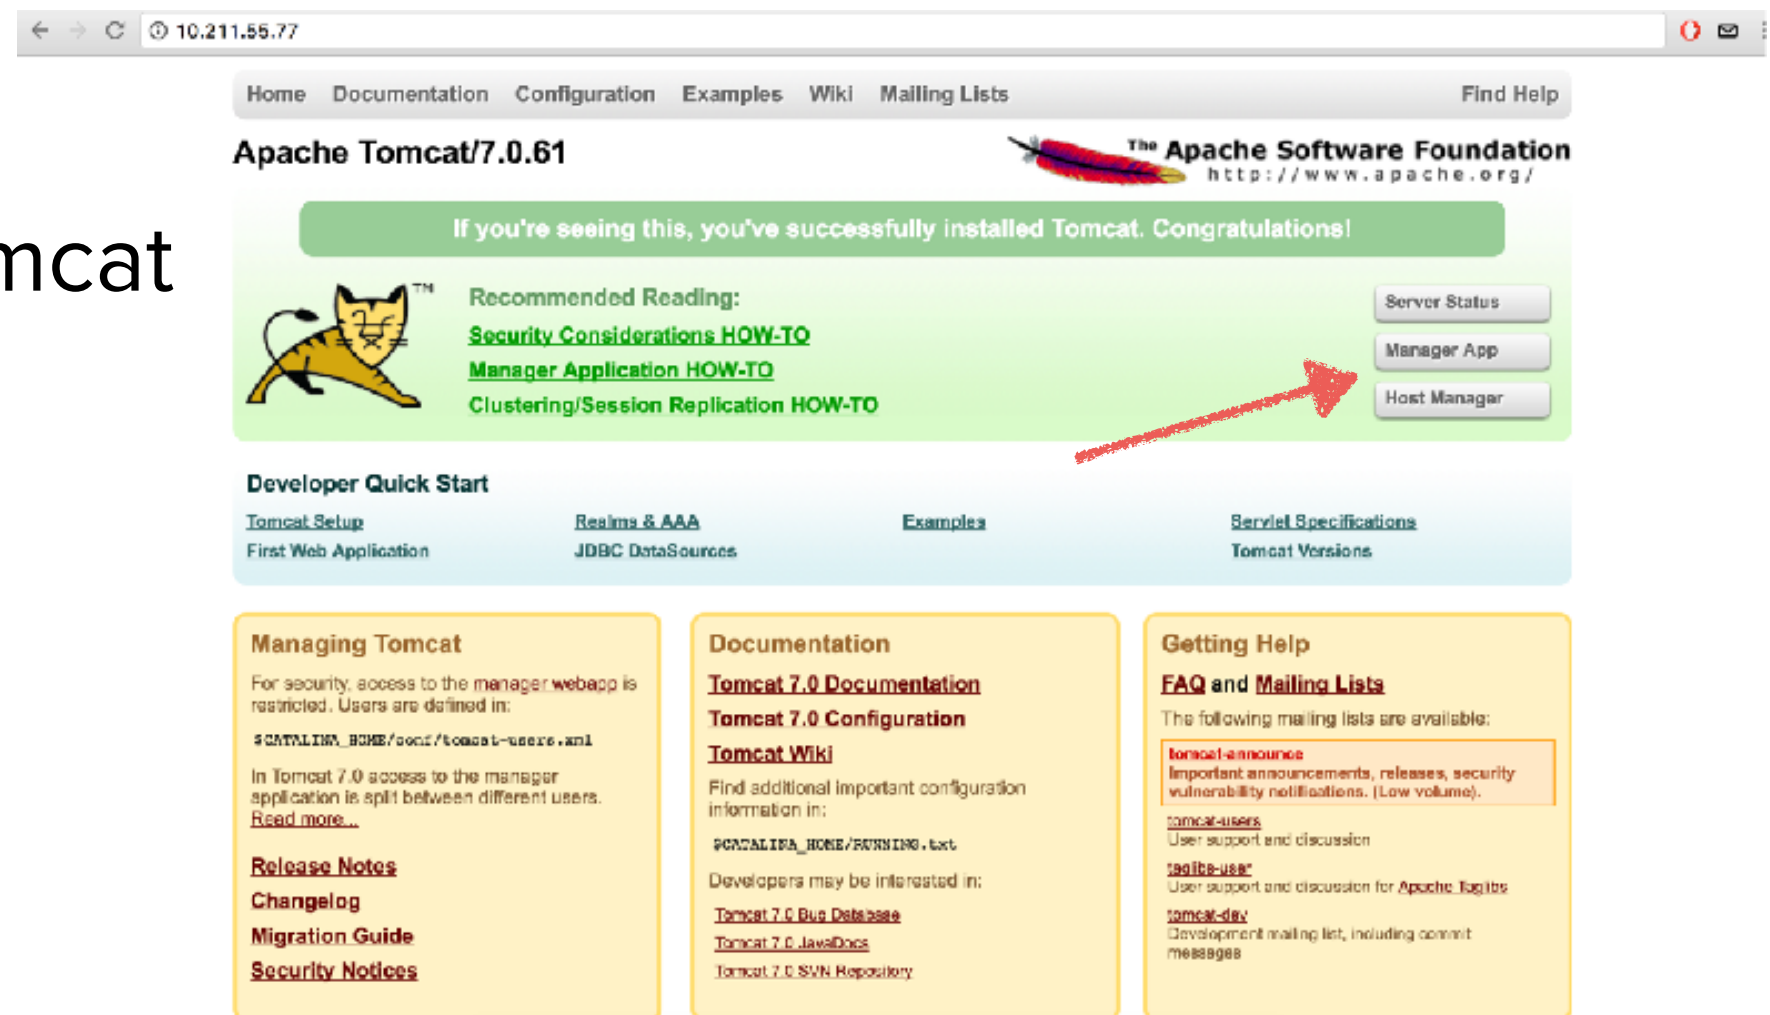 10.211.55.77
Home Documentation Configuration Examples Wiki Mailing Lists Find Help
Apache Tomcat/7.0.61
The Apache Software Foundation
http://www.apache.org/
mcat
If you're seeing this, you've successfully installed Tomcat. Congratulations!
TM
Recommended Reading:
Security Considerations HOW-TO
Manager Application HOW-TO
Clustering/Session Replication HOW-TO
Server Status
Manager App
Host Manager
Developer Quick Start
Tomcat Setup
First Web Application
Realms & AAA
JDBC DataSources
Examples
Servlet Specifications
Tomcat Versions
Managing Tomcat
For security, access to the manager webapp is
restricted. Users are defined in:
$CATALINA_HOME/conf/tomcat-users.xml
In Tomcat 7.0 access to the manager
application is split between different users.
Read more...
Release Notes
Changelog
Migration Guide
Security Notices
Documentation
Tomcat 7.0 Documentation
Tomcat 7.0 Configuration
Tomcat Wiki
Find additional important configuration
information in:
$CATALINA_HOME/RUNNING.txt
Developers may be interested in:
Tomcat 7.0 Bug Database
Tomcat 7.0 JavaDocs
Tomcat 7.0 SVN Repository
Getting Help
FAQ and Mailing Lists
The following mailing lists are available:
tomcat-announce
Important announcements, releases, security
vulnerability notifications. (Low volume).
tomcat-users
User support and discussion
taglibs-user
User support and discussion for Apache Taglibs
tomcat-dev
Development mailing list, including commit
messages